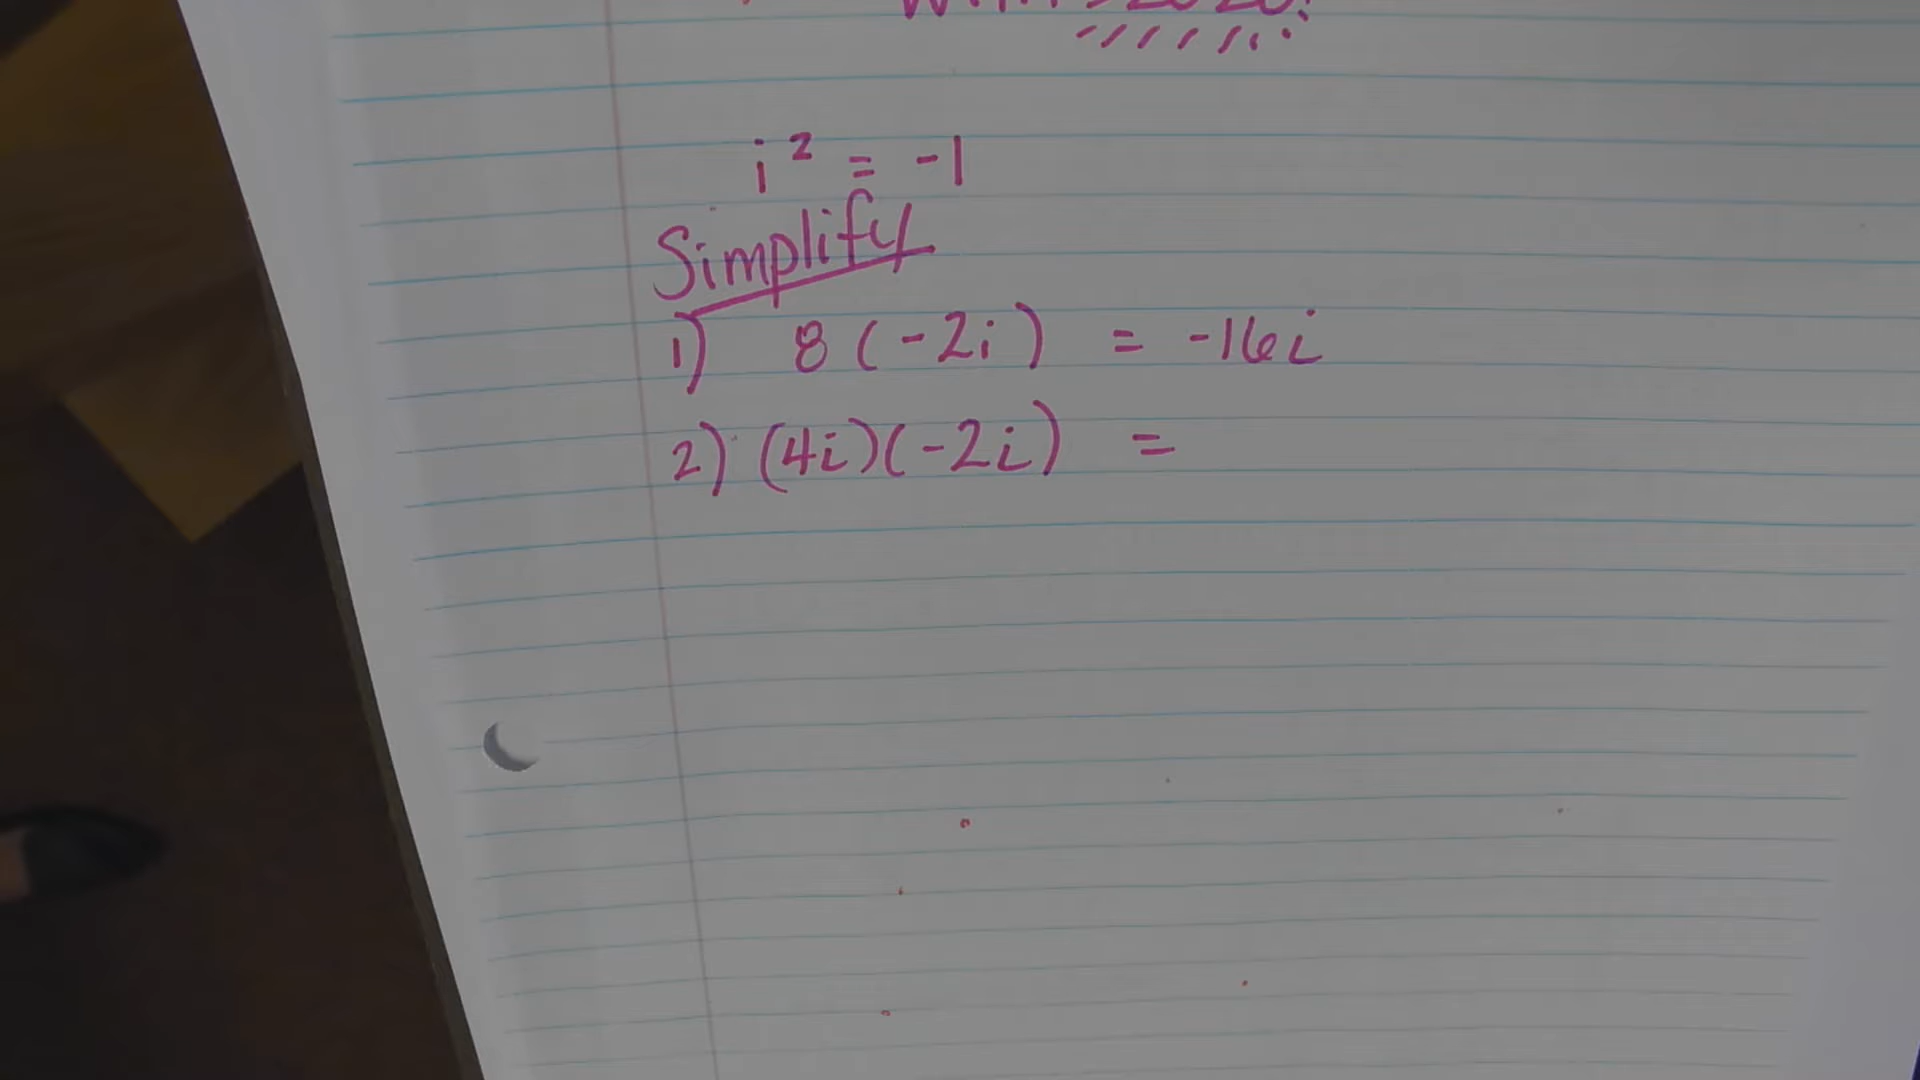 i² = -1
Simplify
1) 8(-2i) = -16i
2) (4i)(-2i) =